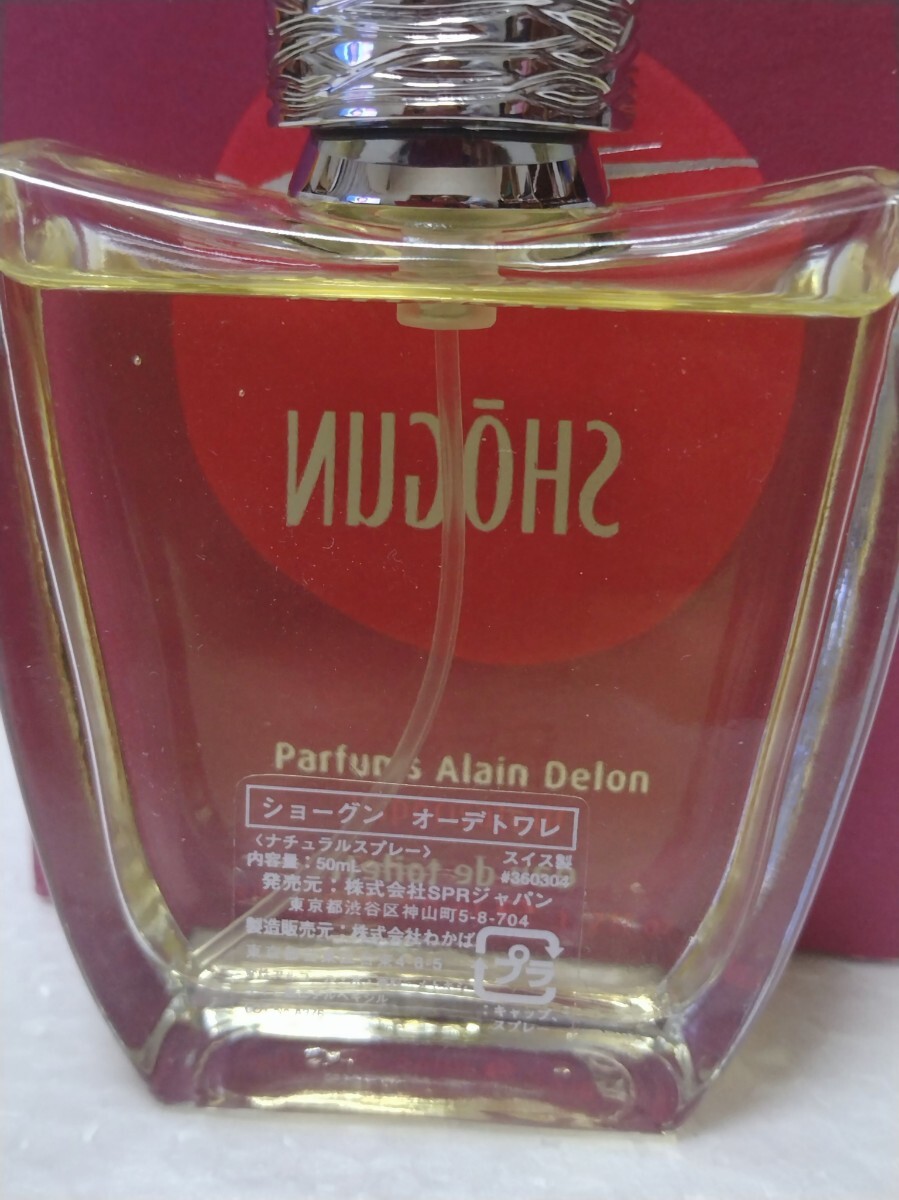 SHŌGUN
Parfums Alain Delon
ショーグン オーデトワレ
〈ナチュラルスプレー〉 スイス製
内容量：50mL #360304
de toile
発売元：株式会社SPRジャパン
東京都渋谷区神山町5-8-704
製造販売元：株式会社わかば
プラ
：キャップ、
スプレー